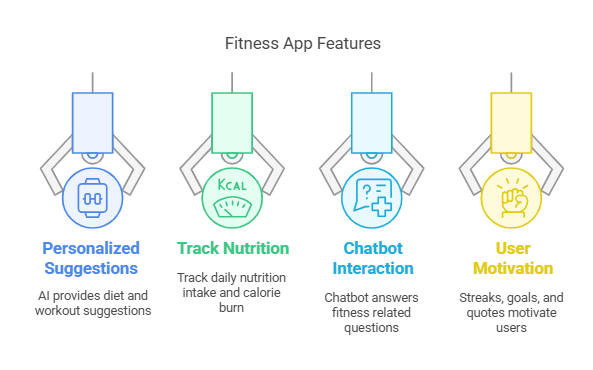 Fitness App Features
KCAL
Personalized
Suggestions
AI provides diet and
workout suggestions
Track Nutrition
Track daily nutrition
intake and calorie
burn
?
Chatbot
Interaction
Chatbot answers
fitness related
questions
User
Motivation
Streaks, goals, and
quotes motivate
users